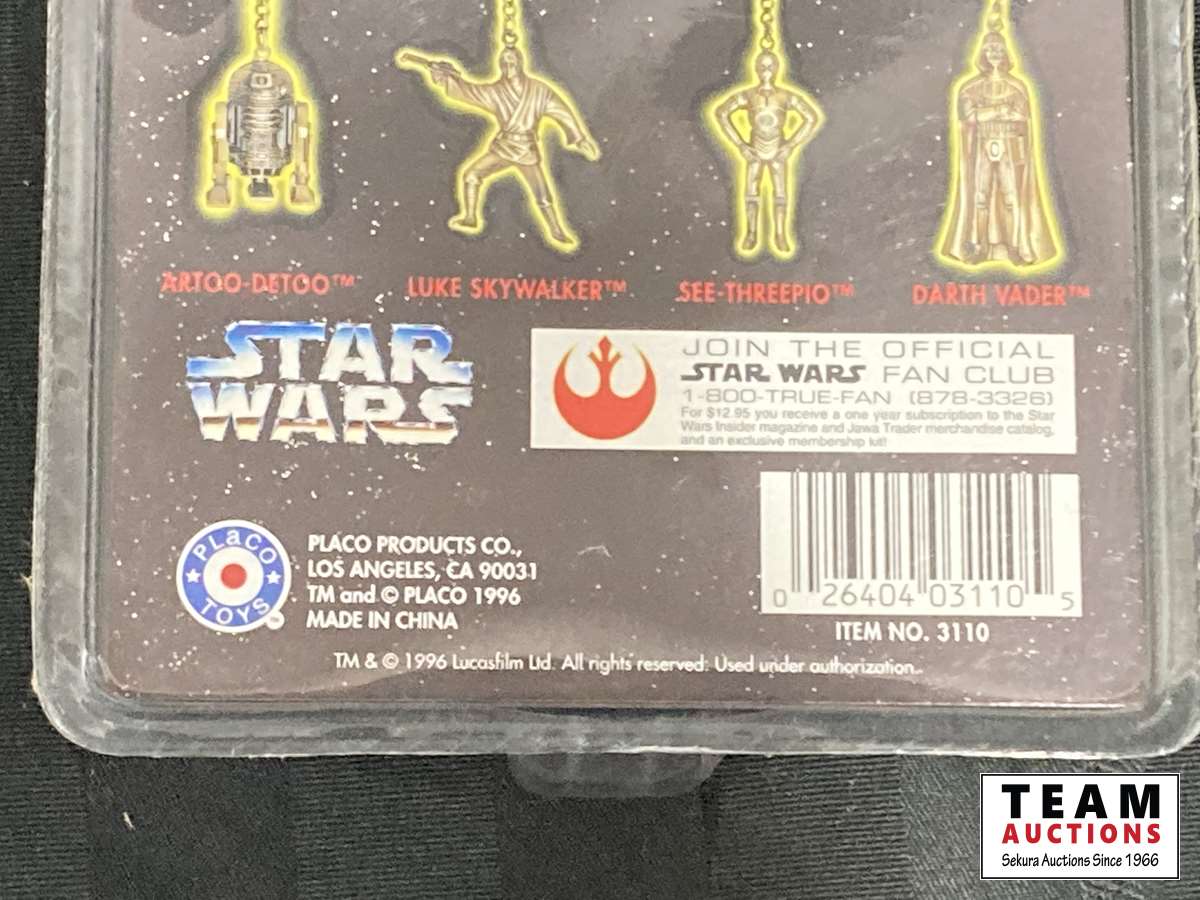 ARTOO-DETOO™
LUKE SKYWALKER™
SEE-THREEPIO™
DARTH VADER™
STAR
WARS
JOIN THE OFFICIAL
STAR WARS FAN CLUB
1-800-TRUE-FAN (878-3326)
For $12.95 you receive a one year subscription to the Star
Wars Insider magazine and Jawa Trader merchandise catalog,
and an exclusive membership kit!
PLACO
TOYS
PLACO PRODUCTS CO.,
LOS ANGELES, CA 90031
TM and © PLACO 1996
MADE IN CHINA
0 26404 03110 5
ITEM NO. 3110
TM & © 1996 Lucasfilm Ltd. All rights reserved. Used under authorization.
TEAM
AUCTIONS
Sekura Auctions Since 1966